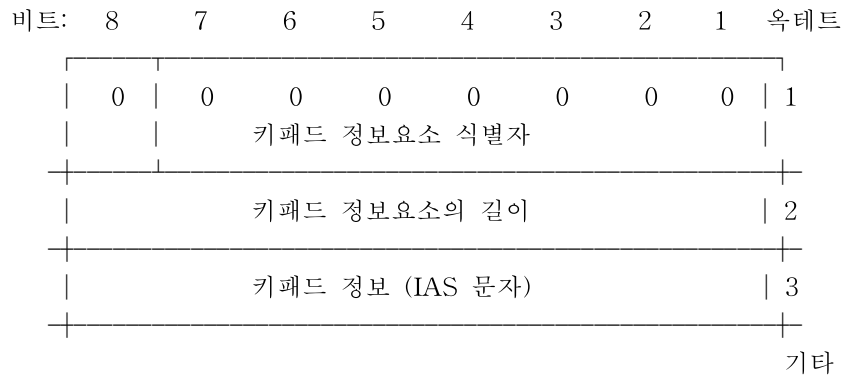 비트: 8 7 6 5 4 3 2 1 옥테트
0 0 0 0 0 0 0 0 1
키패드 정보요소 식별자
키패드 정보요소의 길이 2
키패드 정보 (IAS 문자) 3
기타